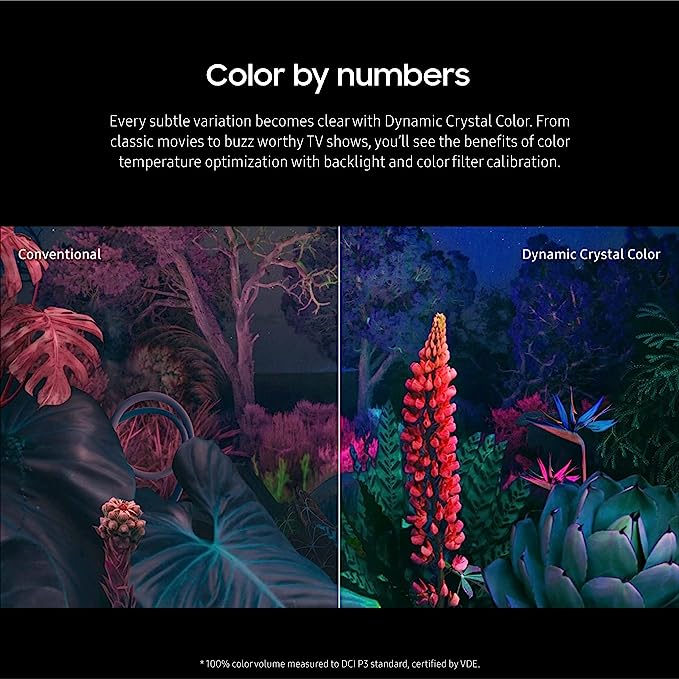 Color by numbers
Every subtle variation becomes clear with Dynamic Crystal Color. From
classic movies to buzz worthy TV shows, you'll see the benefits of color
temperature optimization with backlight and color filter calibration.
Conventional
Dynamic Crystal Color
*100% color volume measured to DCI P3 standard, certified by VDE.